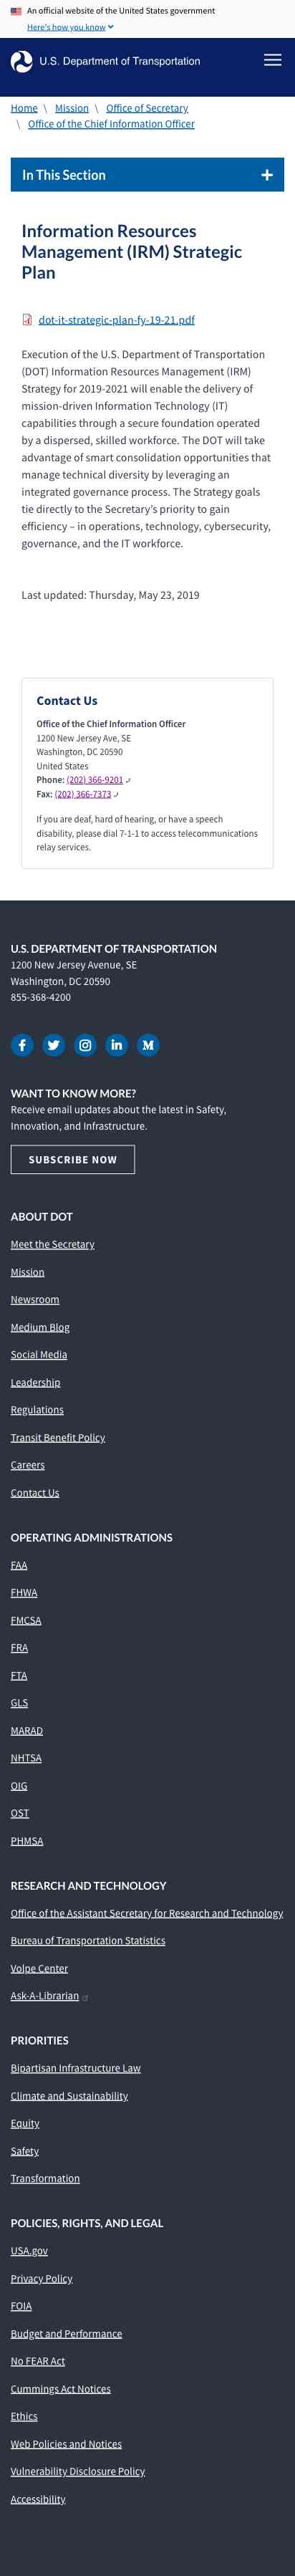 An official website of the United States government
Here's how you know
U.S. Department of Transportation
Home \ Mission \ Office of Secretary
\ Office of the Chief Information Officer
In This Section
Information Resources
Management (IRM) Strategic
Plan
dot-it-strategic-plan-fy-19-21.pdf
Execution of the U.S. Department of Transportation
(DOT) Information Resources Management (IRM)
Strategy for 2019-2021 will enable the delivery of
mission-driven Information Technology (IT)
capabilities through a secure foundation operated
by a dispersed, skilled workforce. The DOT will take
advantage of smart consolidation opportunities that
manage technical diversity by leveraging an
integrated governance process. The Strategy goals
tie directly to the Secretary's priority to gain
efficiency – in operations, technology, cybersecurity,
governance, and the IT workforce.
Last updated: Thursday, May 23, 2019
Contact Us
Office of the Chief Information Officer
1200 New Jersey Ave, SE
Washington, DC 20590
United States
Phone: (202) 366-9201
Fax: (202) 366-7373
If you are deaf, hard of hearing, or have a speech
disability, please dial 7-1-1 to access telecommunications
relay services.
U.S. DEPARTMENT OF TRANSPORTATION
1200 New Jersey Avenue, SE
Washington, DC 20590
855-368-4200
WANT TO KNOW MORE?
Receive email updates about the latest in Safety,
Innovation, and Infrastructure.
SUBSCRIBE NOW
ABOUT DOT
Meet the Secretary
Mission
Newsroom
Medium Blog
Social Media
Leadership
Regulations
Transit Benefit Policy
Careers
Contact Us
OPERATING ADMINISTRATIONS
FAA
FHWA
FMCSA
FRA
FTA
GLS
MARAD
NHTSA
OIG
OST
PHMSA
RESEARCH AND TECHNOLOGY
Office of the Assistant Secretary for Research and Technology
Bureau of Transportation Statistics
Volpe Center
Ask-A-Librarian
PRIORITIES
Bipartisan Infrastructure Law
Climate and Sustainability
Equity
Safety
Transformation
POLICIES, RIGHTS, AND LEGAL
USA.gov
Privacy Policy
FOIA
Budget and Performance
No FEAR Act
Cummings Act Notices
Ethics
Web Policies and Notices
Vulnerability Disclosure Policy
Accessibility